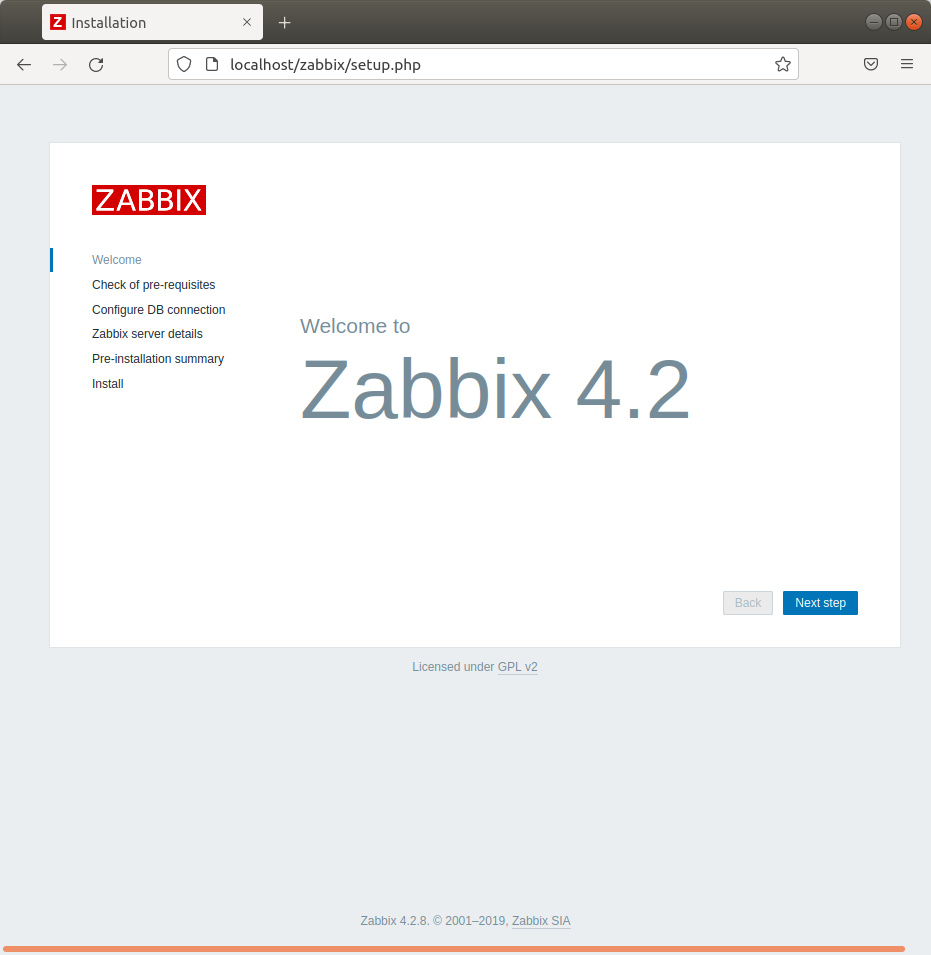 Z Installation
localhost/zabbix/setup.php
ZABBIX
Welcome
Check of pre-requisites
Configure DB connection
Zabbix server details
Pre-installation summary
Install
Welcome to
Zabbix 4.2
Back Next step
Licensed under GPL v2
Zabbix 4.2.8. © 2001–2019, Zabbix SIA